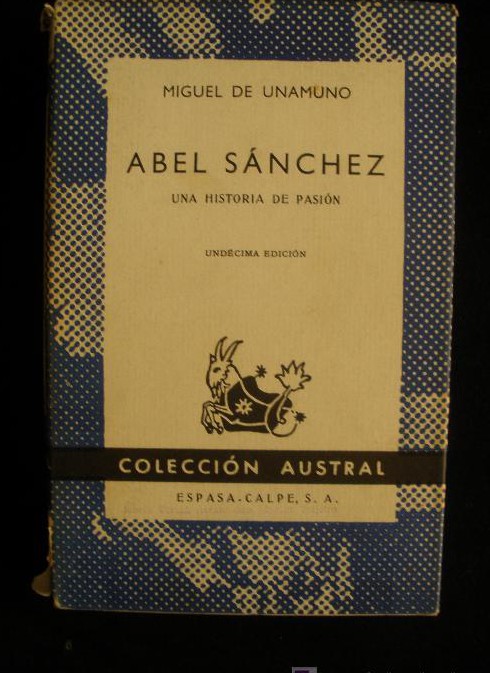 MIGUEL DE UNAMUNO
ABEL SÁNCHEZ
UNA HISTORIA DE PASIÓN
UNDÉCIMA EDICIÓN
COLECCIÓN AUSTRAL
ESPASA-CALPE, S. A.